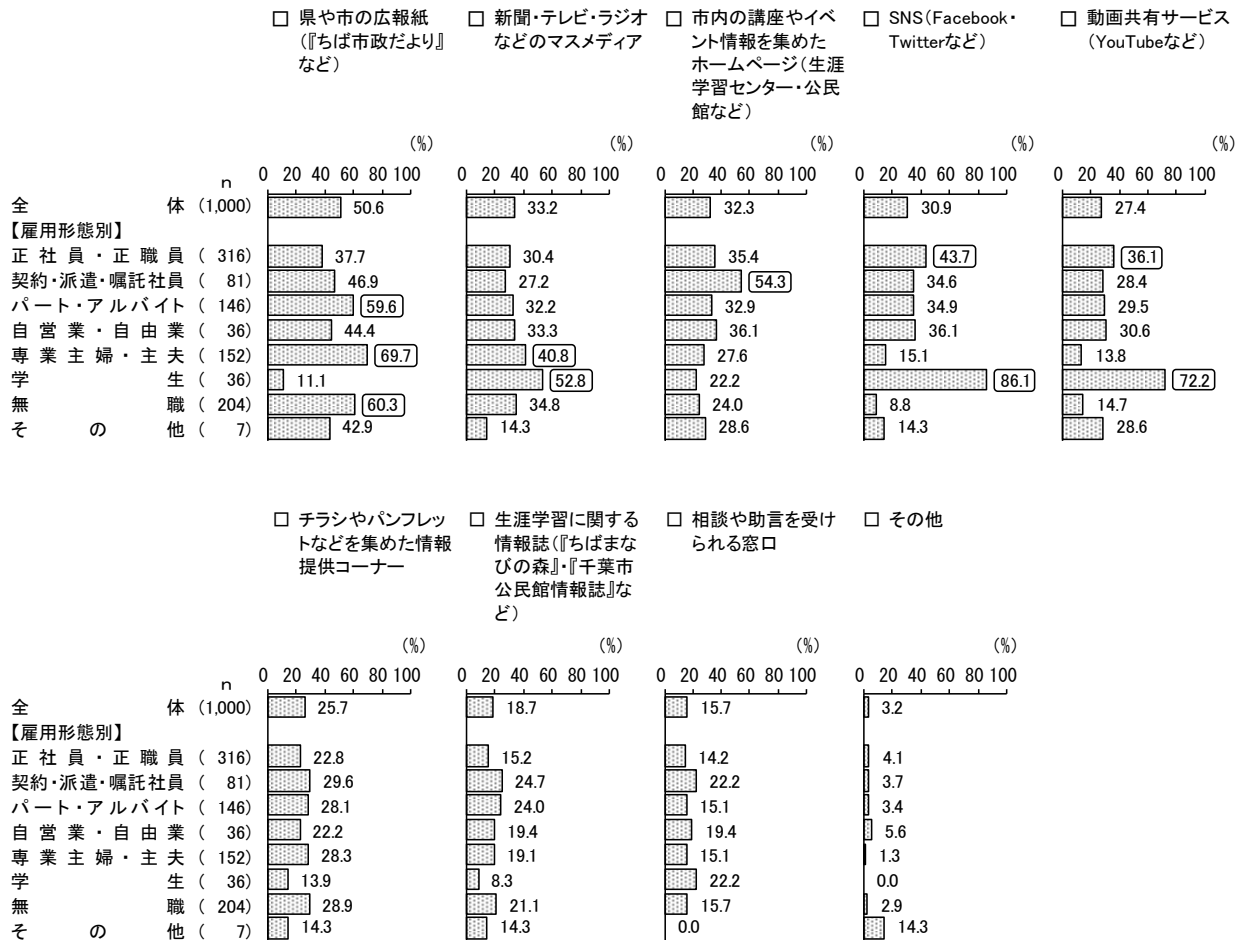 □ 県や市の広報紙（『ちば市政だより』など）
□ 新聞・テレビ・ラジオなどのマスメディア
□ 市内の講座やイベント情報を集めたホームページ（生涯学習センター・公民館など）
□ SNS（Facebook・Twitterなど）
□ 動画共有サービス（YouTubeなど）
(%) (%) (%) (%) (%)
0 20 40 60 80 100 0 20 40 60 80 100 0 20 40 60 80 100 0 20 40 60 80 100 0 20 40 60 80 100
n
全体 (1,000) 50.6 33.2 32.3 30.9 27.4
【雇用形態別】
正社員・正職員 ( 316) 37.7 30.4 35.4 43.7 36.1
契約・派遣・嘱託社員 ( 81) 46.9 27.2 54.3 34.6 28.4
パート・アルバイト ( 146) 59.6 32.2 32.9 34.9 29.5
自営業・自由業 ( 36) 44.4 33.3 36.1 36.1 30.6
専業主婦・主夫 ( 152) 69.7 40.8 27.6 15.1 13.8
学生 ( 36) 11.1 52.8 22.2 86.1 72.2
無職 ( 204) 60.3 34.8 24.0 8.8 14.7
その他 ( 7) 42.9 14.3 28.6 14.3 28.6
□ チラシやパンフレットなどを集めた情報提供コーナー
□ 生涯学習に関する情報誌（『ちばまなびの森』・『千葉市公民館情報誌』など）
□ 相談や助言を受けられる窓口
□ その他
(%) (%) (%) (%)
0 20 40 60 80 100 0 20 40 60 80 100 0 20 40 60 80 100 0 20 40 60 80 100
n
全体 (1,000) 25.7 18.7 15.7 3.2
【雇用形態別】
正社員・正職員 ( 316) 22.8 15.2 14.2 4.1
契約・派遣・嘱託社員 ( 81) 29.6 24.7 22.2 3.7
パート・アルバイト ( 146) 28.1 24.0 15.1 3.4
自営業・自由業 ( 36) 22.2 19.4 19.4 5.6
専業主婦・主夫 ( 152) 28.3 19.1 15.1 1.3
学生 ( 36) 13.9 8.3 22.2 0.0
無職 ( 204) 28.9 21.1 15.7 2.9
その他 ( 7) 14.3 14.3 0.0 14.3